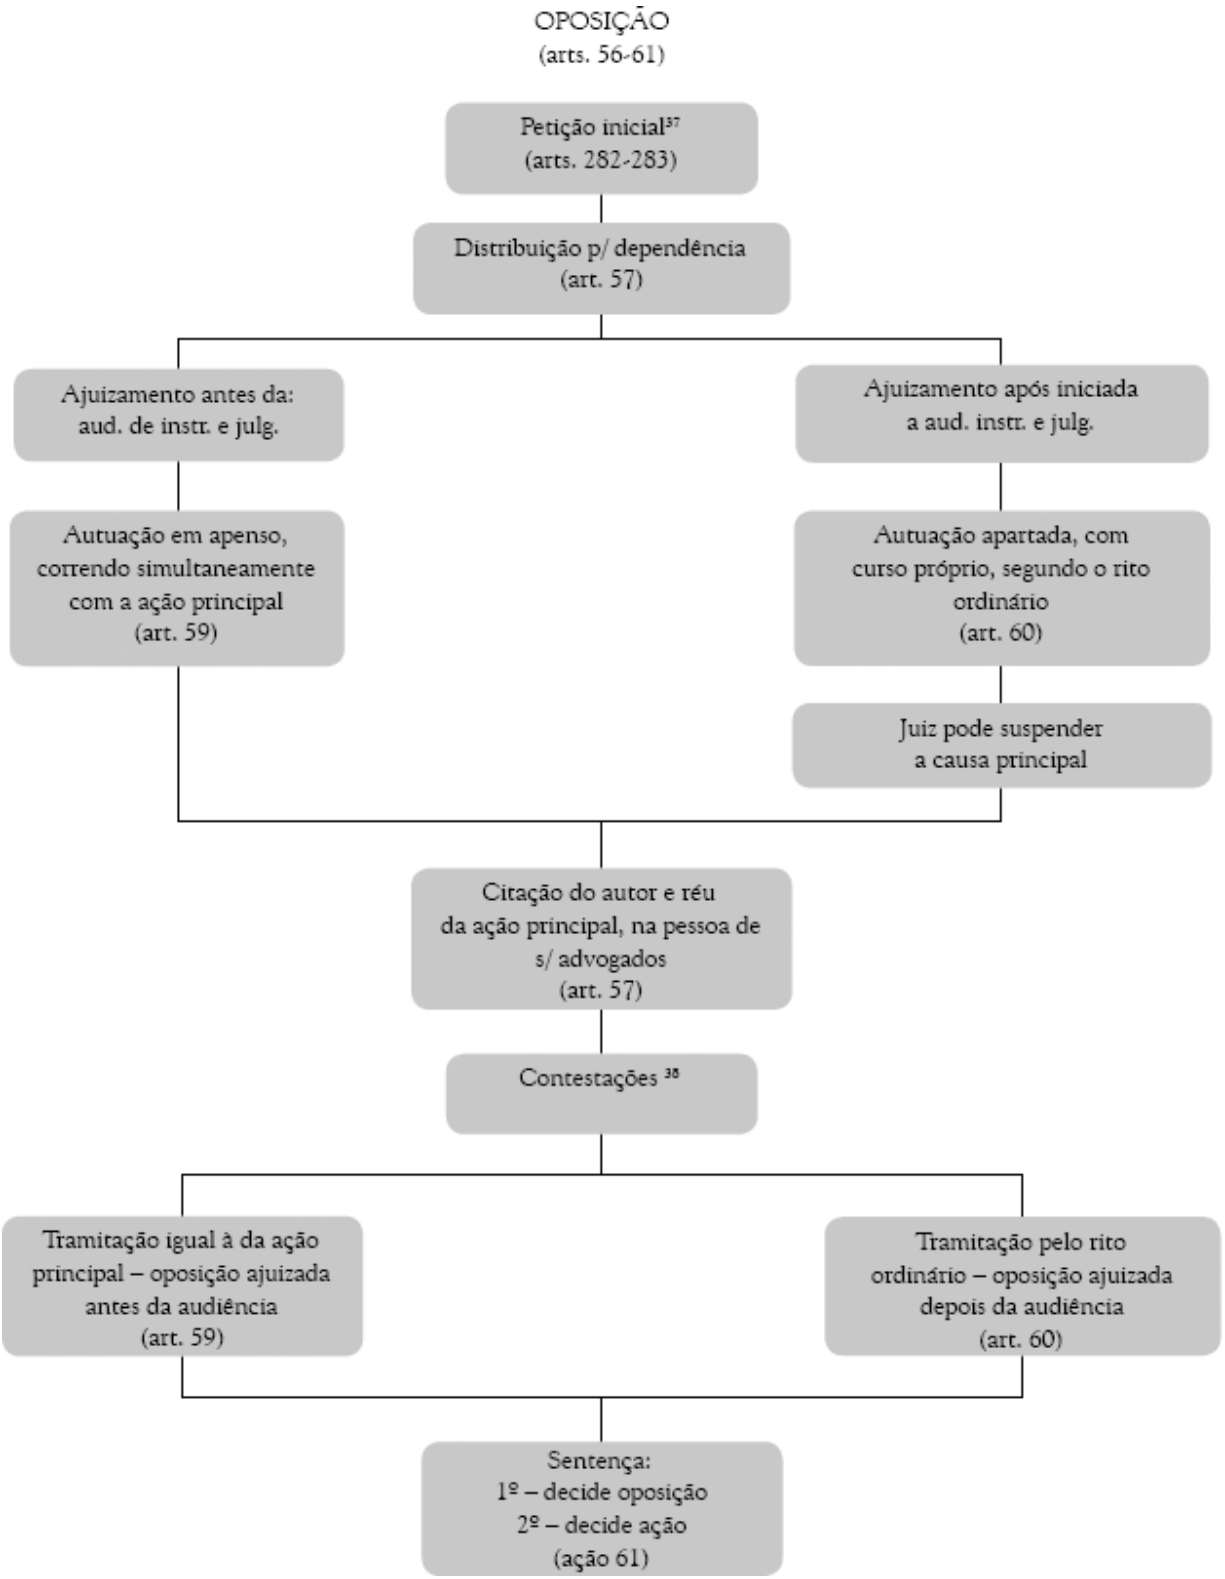 OPOSIÇÃO
(arts. 56-61)
Petição inicial³⁷
(arts. 282-283)
Distribuição p/ dependência
(art. 57)
Ajuizamento antes da:
aud. de instr. e julg.
Ajuizamento após iniciada
a aud. instr. e julg.
Autuação em apenso,
correndo simultaneamente
com a ação principal
(art. 59)
Autuação apartada, com
curso próprio, segundo o rito
ordinário
(art. 60)
Juiz pode suspender
a causa principal
Citação do autor e réu
da ação principal, na pessoa de
s/ advogados
(art. 57)
Contestações ³⁸
Tramitação igual à da ação
principal – oposição ajuizada
antes da audiência
(art. 59)
Tramitação pelo rito
ordinário – oposição ajuizada
depois da audiência
(art. 60)
Sentença:
1º – decide oposição
2º – decide ação
(ação 61)